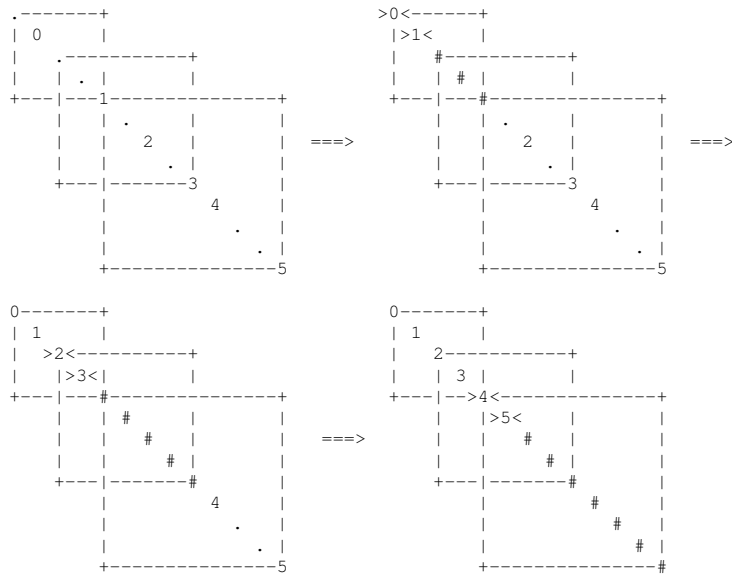 .-------+ >0<------+
| 0 | |>1< |
| .-----------+ | #-----------+
| | . | | | | # | |
+--- | ---1---------------+ +--- | ---#---------------+
| | . | | | | . | |
| | 2 | | ===> | | 2 | | ===>
| | . | | | | . | |
+--- | -------3 | +--- | -------3 |
| 4 | | 4 |
| . | | . |
| . | | . |
+---------------5 +---------------5
0-------+ 0-------+
| 1 | | 1 |
| >2<----------+ | 2-----------+
| |>3< | | | 3 | |
+--- | ---#---------------+ +--- | -->4<--------------+
| | # | | | |>5< | |
| | # | | ===> | | # | |
| | # | | | | # | |
+--- | -------# | +--- | -------# |
| 4 | | # |
| . | | # |
| . | | # |
+---------------5 +---------------#